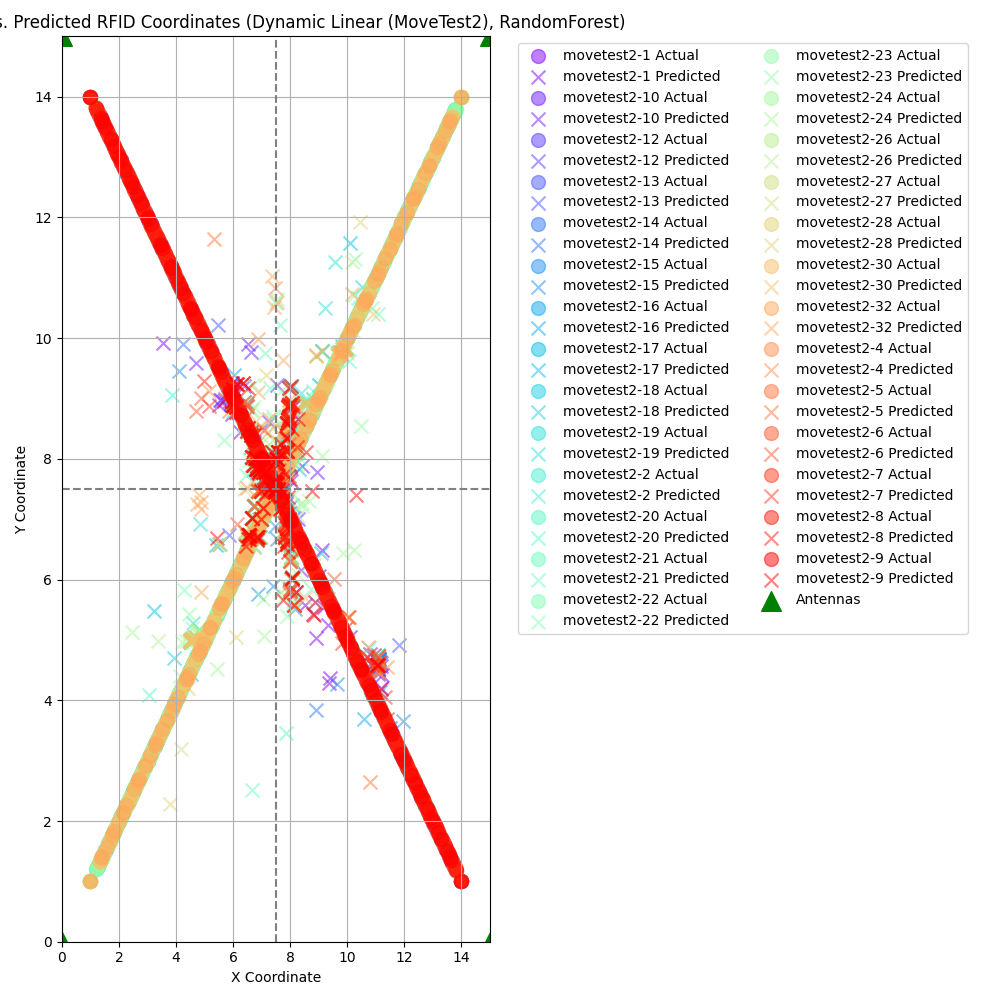 s. Predicted RFID Coordinates (Dynamic Linear (MoveTest2), RandomForest)
14
12
10
8
6
4
2
0
Y Coordinate
0 2 4 6 8 10 12 14
X Coordinate
movetest2-1 Actual
movetest2-1 Predicted
movetest2-10 Actual
movetest2-10 Predicted
movetest2-12 Actual
movetest2-12 Predicted
movetest2-13 Actual
movetest2-13 Predicted
movetest2-14 Actual
movetest2-14 Predicted
movetest2-15 Actual
movetest2-15 Predicted
movetest2-16 Actual
movetest2-16 Predicted
movetest2-17 Actual
movetest2-17 Predicted
movetest2-18 Actual
movetest2-18 Predicted
movetest2-19 Actual
movetest2-19 Predicted
movetest2-2 Actual
movetest2-2 Predicted
movetest2-20 Actual
movetest2-20 Predicted
movetest2-21 Actual
movetest2-21 Predicted
movetest2-22 Actual
movetest2-22 Predicted
movetest2-23 Actual
movetest2-23 Predicted
movetest2-24 Actual
movetest2-24 Predicted
movetest2-26 Actual
movetest2-26 Predicted
movetest2-27 Actual
movetest2-27 Predicted
movetest2-28 Actual
movetest2-28 Predicted
movetest2-30 Actual
movetest2-30 Predicted
movetest2-32 Actual
movetest2-32 Predicted
movetest2-4 Actual
movetest2-4 Predicted
movetest2-5 Actual
movetest2-5 Predicted
movetest2-6 Actual
movetest2-6 Predicted
movetest2-7 Actual
movetest2-7 Predicted
movetest2-8 Actual
movetest2-8 Predicted
movetest2-9 Actual
movetest2-9 Predicted
Antennas